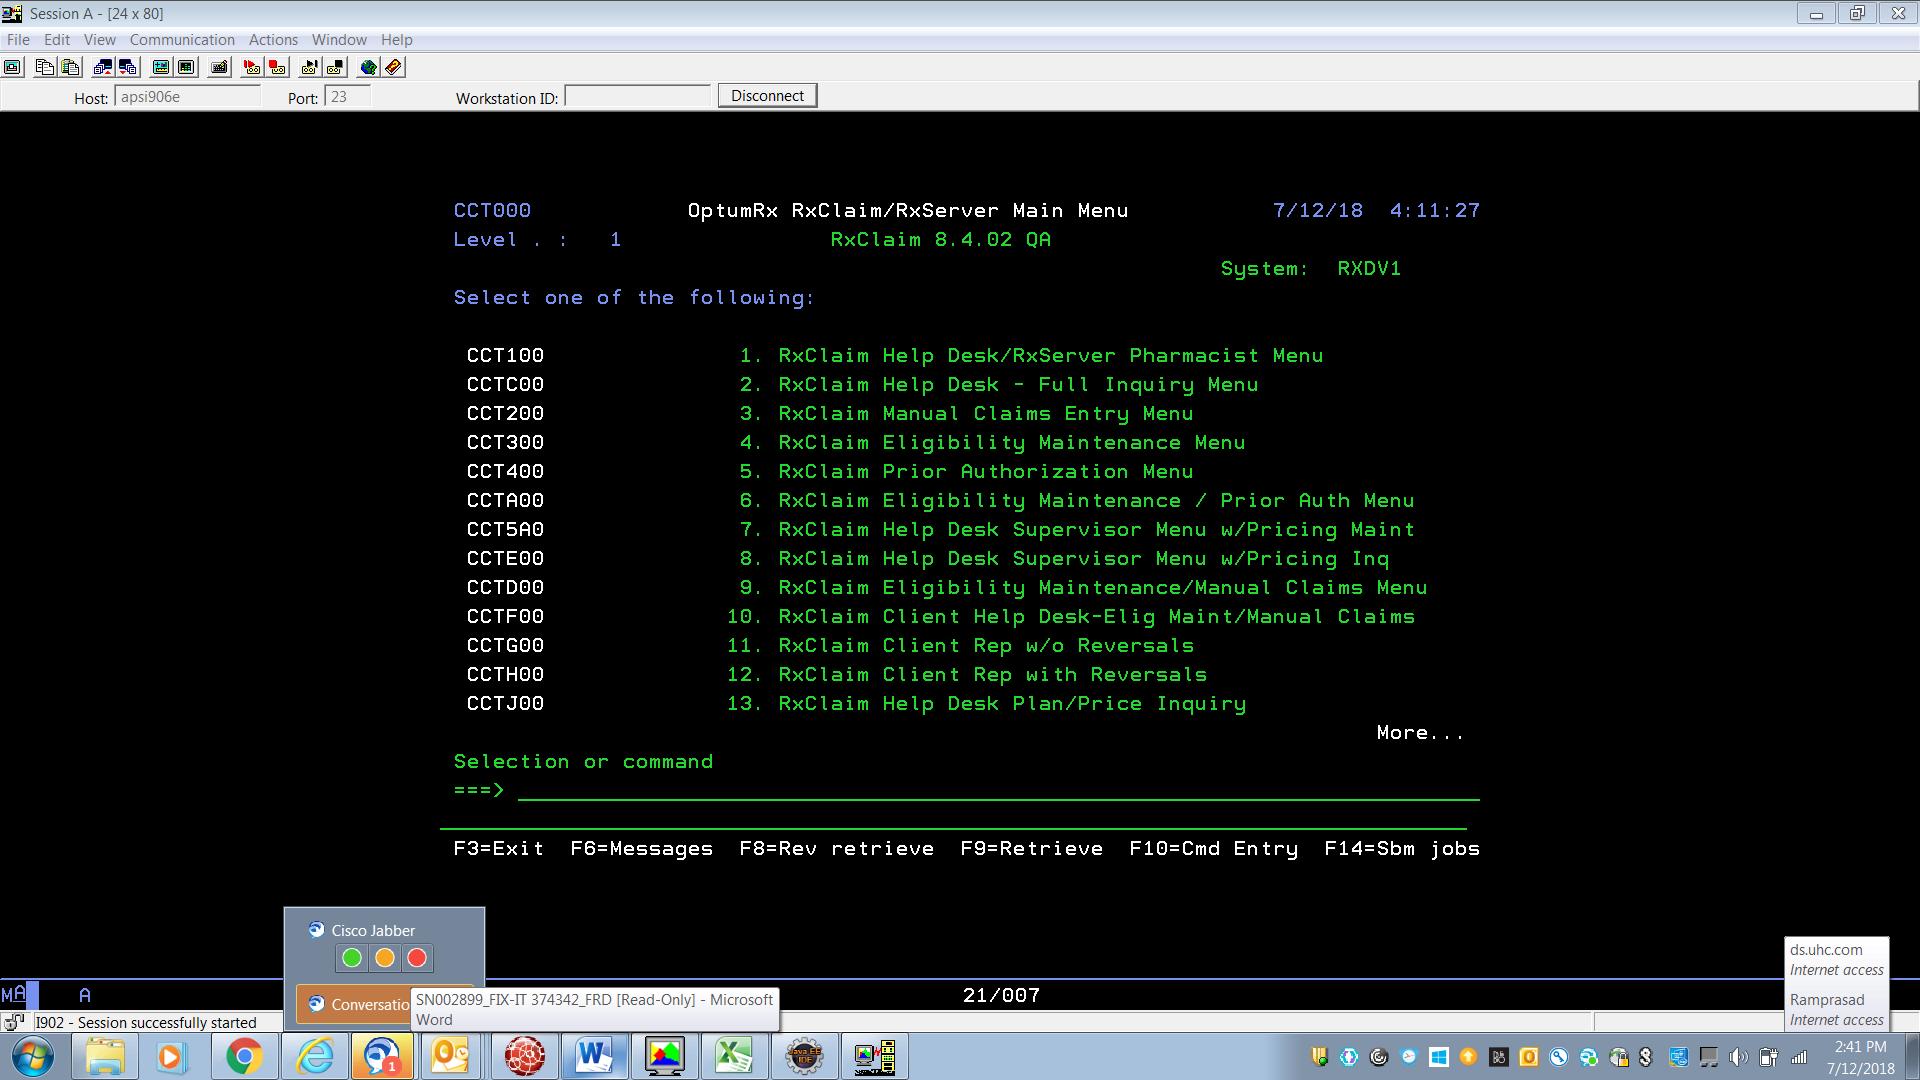 Session A - [24 x 80]
File Edit View Communication Actions Window Help
Host: apsi906e Port: 23 Workstation ID: Disconnect
CCT000 OptumRx RxClaim/RxServer Main Menu 7/12/18 4:11:27
Level . : 1 RxClaim 8.4.02 QA
System: RXDV1
Select one of the following:
CCT100 1. RxClaim Help Desk/RxServer Pharmacist Menu
CCTC00 2. RxClaim Help Desk - Full Inquiry Menu
CCT200 3. RxClaim Manual Claims Entry Menu
CCT300 4. RxClaim Eligibility Maintenance Menu
CCT400 5. RxClaim Prior Authorization Menu
CCTA00 6. RxClaim Eligibility Maintenance / Prior Auth Menu
CCT5A0 7. RxClaim Help Desk Supervisor Menu w/Pricing Maint
CCTE00 8. RxClaim Help Desk Supervisor Menu w/Pricing Inq
CCTD00 9. RxClaim Eligibility Maintenance/Manual Claims Menu
CCTF00 10. RxClaim Client Help Desk-Elig Maint/Manual Claims
CCTG00 11. RxClaim Client Rep w/o Reversals
CCTH00 12. RxClaim Client Rep with Reversals
CCTJ00 13. RxClaim Help Desk Plan/Price Inquiry
More...
Selection or command
===>
F3=Exit F6=Messages F8=Rev retrieve F9=Retrieve F10=Cmd Entry F14=Sbm jobs
Cisco Jabber
Conversatio
SN002899_FIX-IT 374342_FRD [Read-Only] - Microsoft
Word
ds.uhc.com
Internet access
Ramprasad
Internet access
MA A 21/007
I902 - Session successfully started
1
Java EE
IDE
2:41 PM
7/12/2018